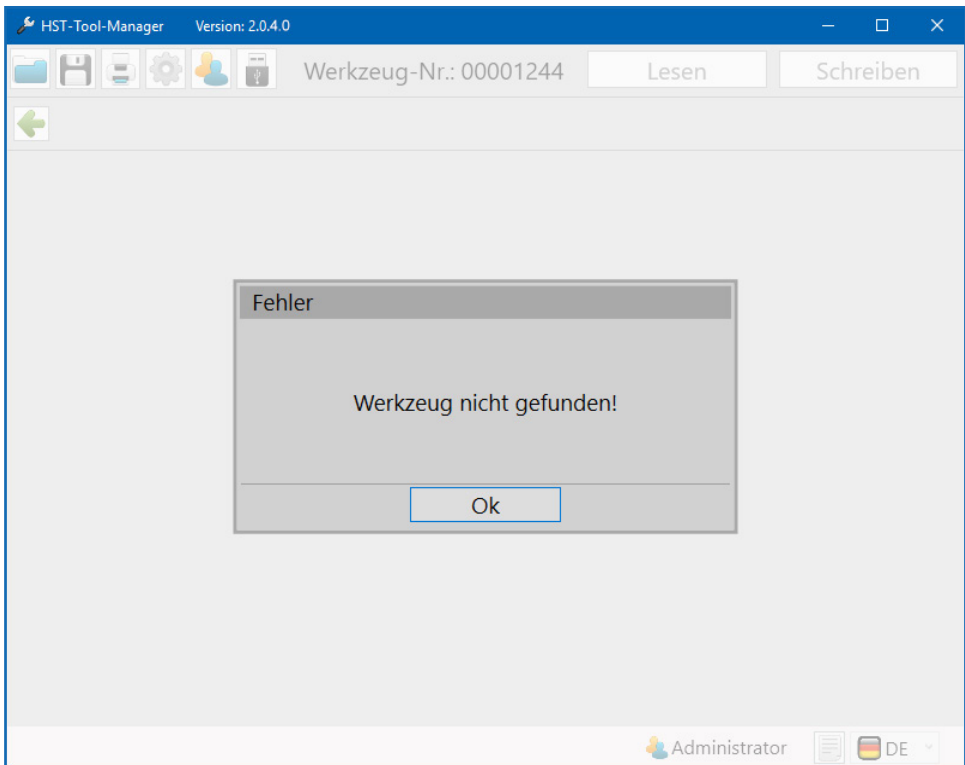 HST-Tool-Manager Version: 2.0.4.0
Werkzeug-Nr.: 00001244 Lesen Schreiben
Fehler
Werkzeug nicht gefunden!
Ok
Administrator DE